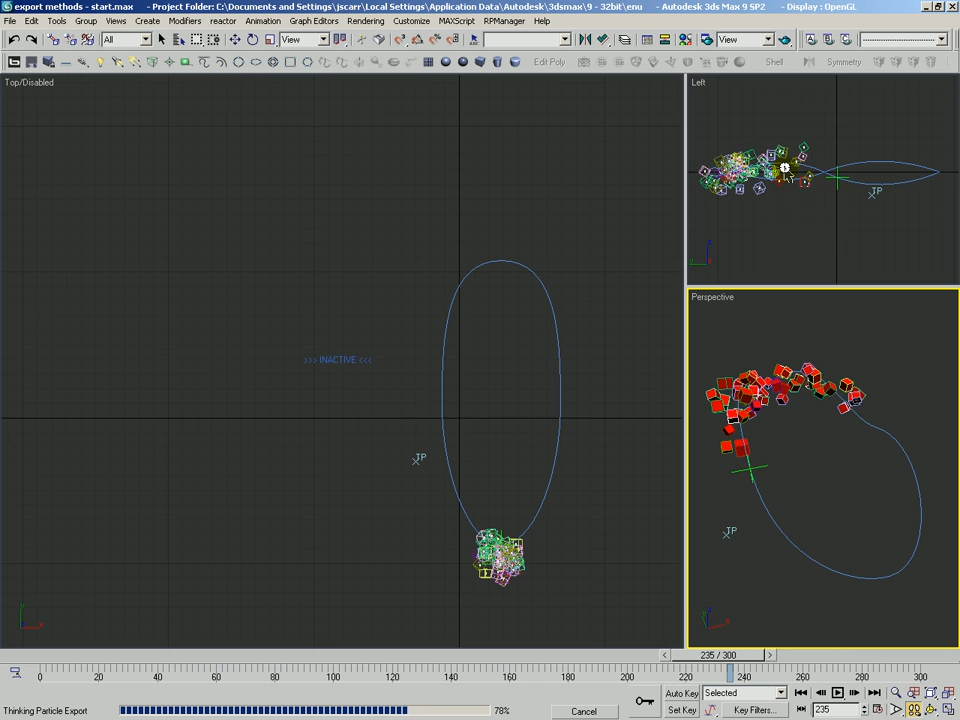 export methods - start.max - Project Folder: C:\Documents and Settings\jscarr\Local Settings\Application Data\Autodesk\3dsmax\9 - 32bit\enu - Autodesk 3ds Max 9 SP2 - Display : OpenGL
File Edit Tools Group Views Create Modifiers reactor Animation Graph Editors Rendering Customize MAXScript RPManager Help
All View View
Edit Poly Shell Symmetry
Top/Disabled
Left
TP
Perspective
>>> INACTIVE <<<
TP
TP
235 / 300
0 20 40 60 80 100 120 140 160 180 200 220 240 260 280 300
Auto Key Selected
Thinking Particle Export 78% Cancel Set Key Key Filters... 235